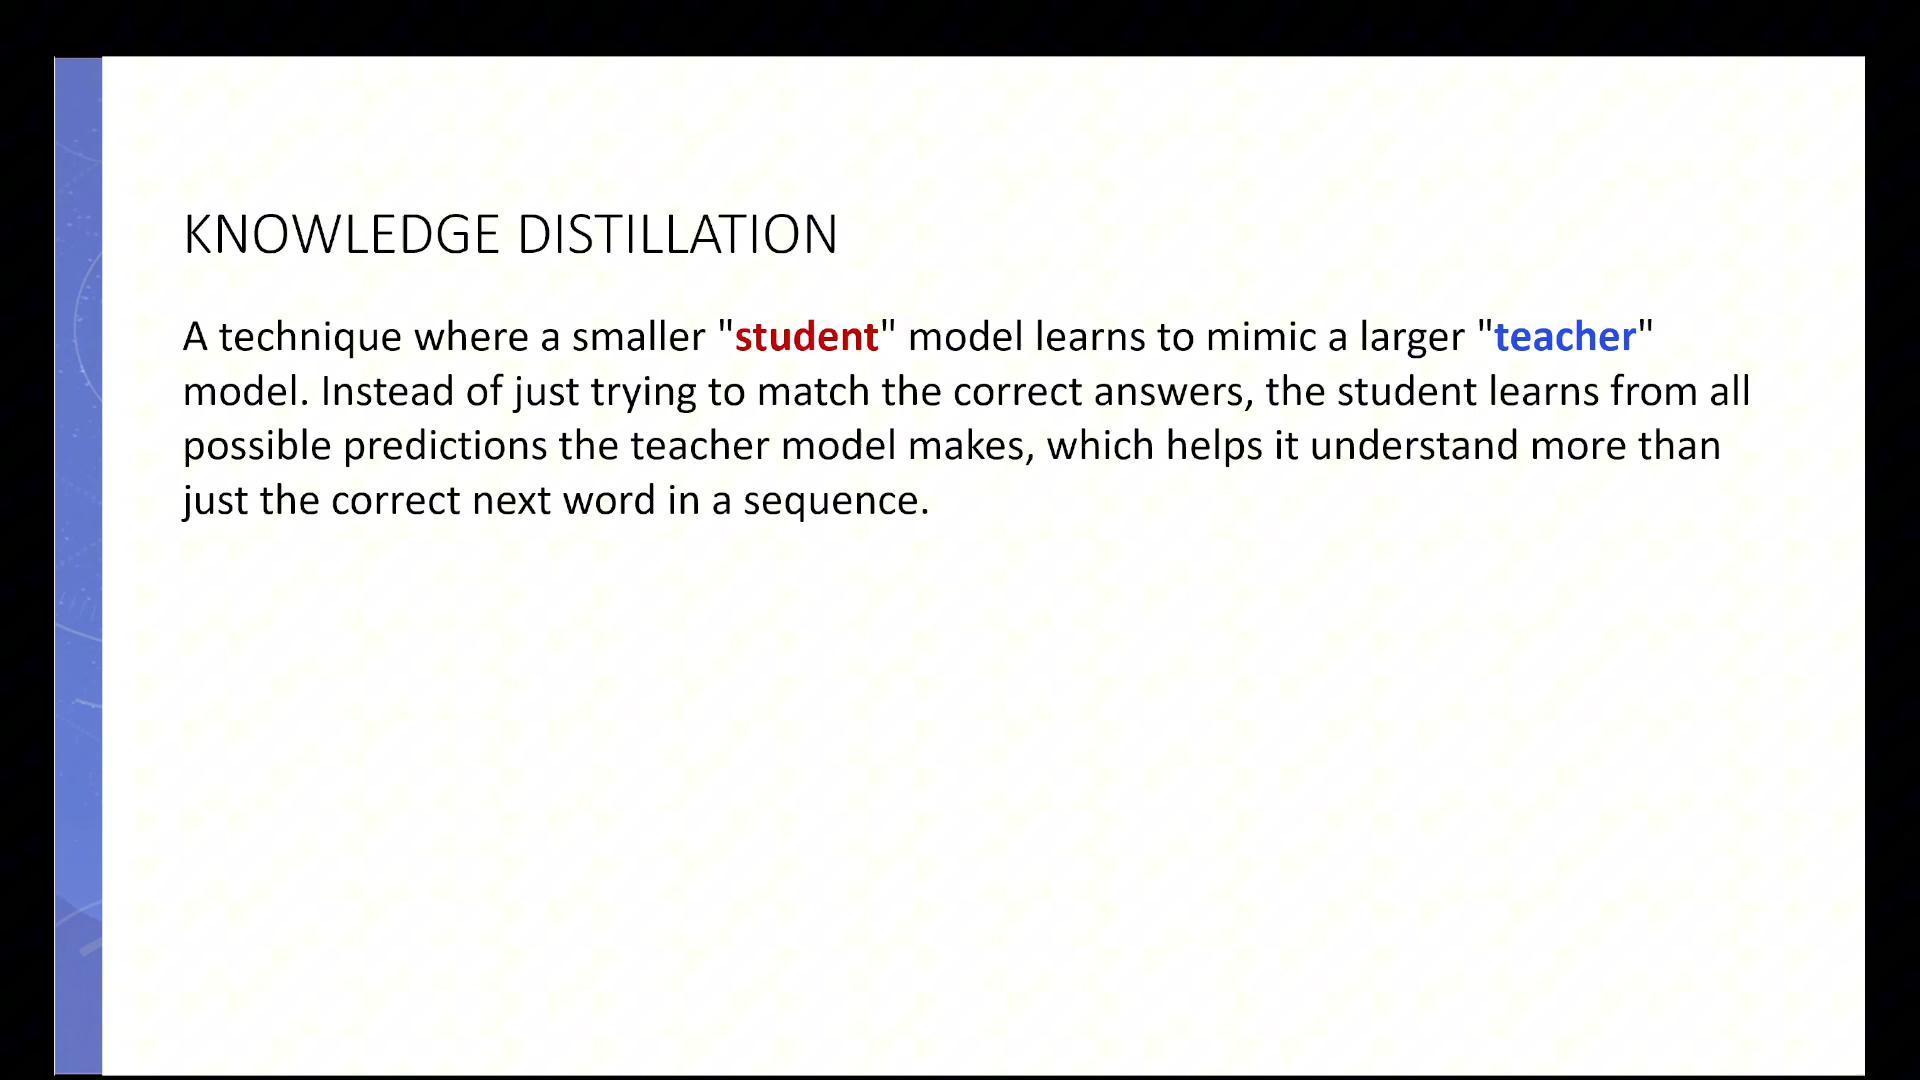 KNOWLEDGE DISTILLATION
A technique where a smaller "student" model learns to mimic a larger "teacher"
model. Instead of just trying to match the correct answers, the student learns from all
possible predictions the teacher model makes, which helps it understand more than
just the correct next word in a sequence.